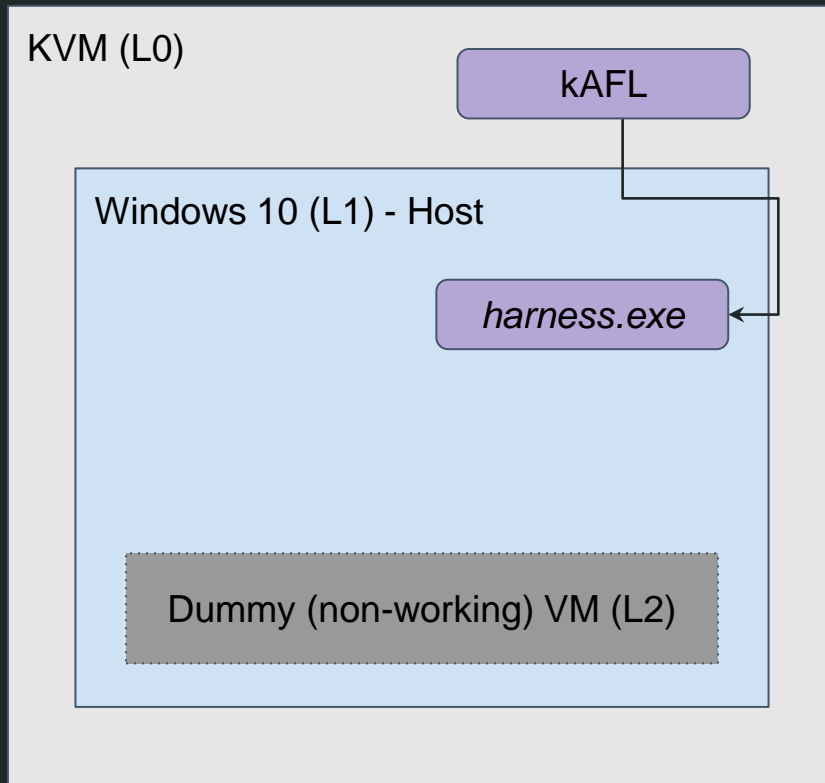 KVM (L0)
kAFL
Windows 10 (L1) - Host
harness.exe
Dummy (non-working) VM (L2)